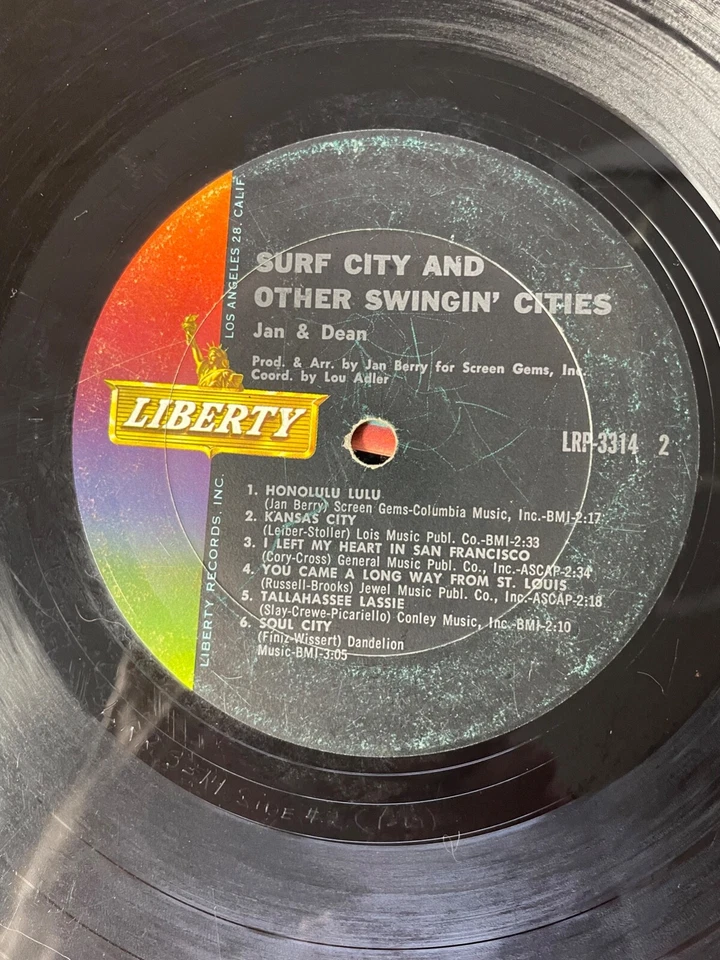 SURF CITY AND
OTHER SWINGIN' CITIES
Jan & Dean
Prod. & Arr. by Jan Berry for Screen Gems, Inc.
Coord. by Lou Adler
LIBERTY
LRP-3314 2
1. HONOLULU LULU
(Jan Berry) Screen Gems-Columbia Music, Inc.-BMI-2:17
2. KANSAS CITY
(Leiber-Stoller) Lois Music Publ. Co.-BMI-2:33
3. I LEFT MY HEART IN SAN FRANCISCO
(Cory-Cross) General Music Publ. Co., Inc.-ASCAP-2:34
4. YOU CAME A LONG WAY FROM ST. LOUIS
(Russell-Brooks) Jewel Music Publ. Co., Inc.-ASCAP-2:18
5. TALLAHASSEE LASSIE
(Slay-Crewe-Picariello) Conley Music, Inc.-BMI-2:10
6. SOUL CITY
(Finiz-Wissert) Dandelion
Music-BMI-3:05
LIBERTY RECORDS, INC.
LOS ANGELES 28, CALIF.
SIDE #2